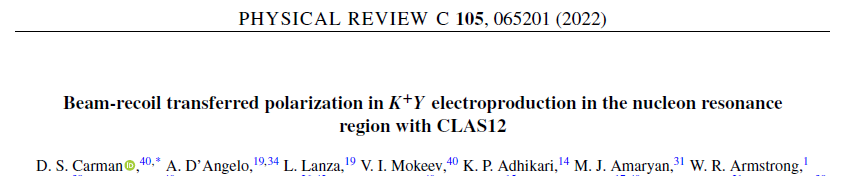 PHYSICAL REVIEW C 105, 065201 (2022)
Beam-recoil transferred polarization in K⁺Y electroproduction in the nucleon resonance
region with CLAS12
D. S. Carman iD,⁴⁰,* A. D’Angelo,¹⁹,³⁴ L. Lanza,¹⁹ V. I. Mokeev,⁴⁰ K. P. Adhikari,¹⁴ M. J. Amaryan,³¹ W. R. Armstrong,¹